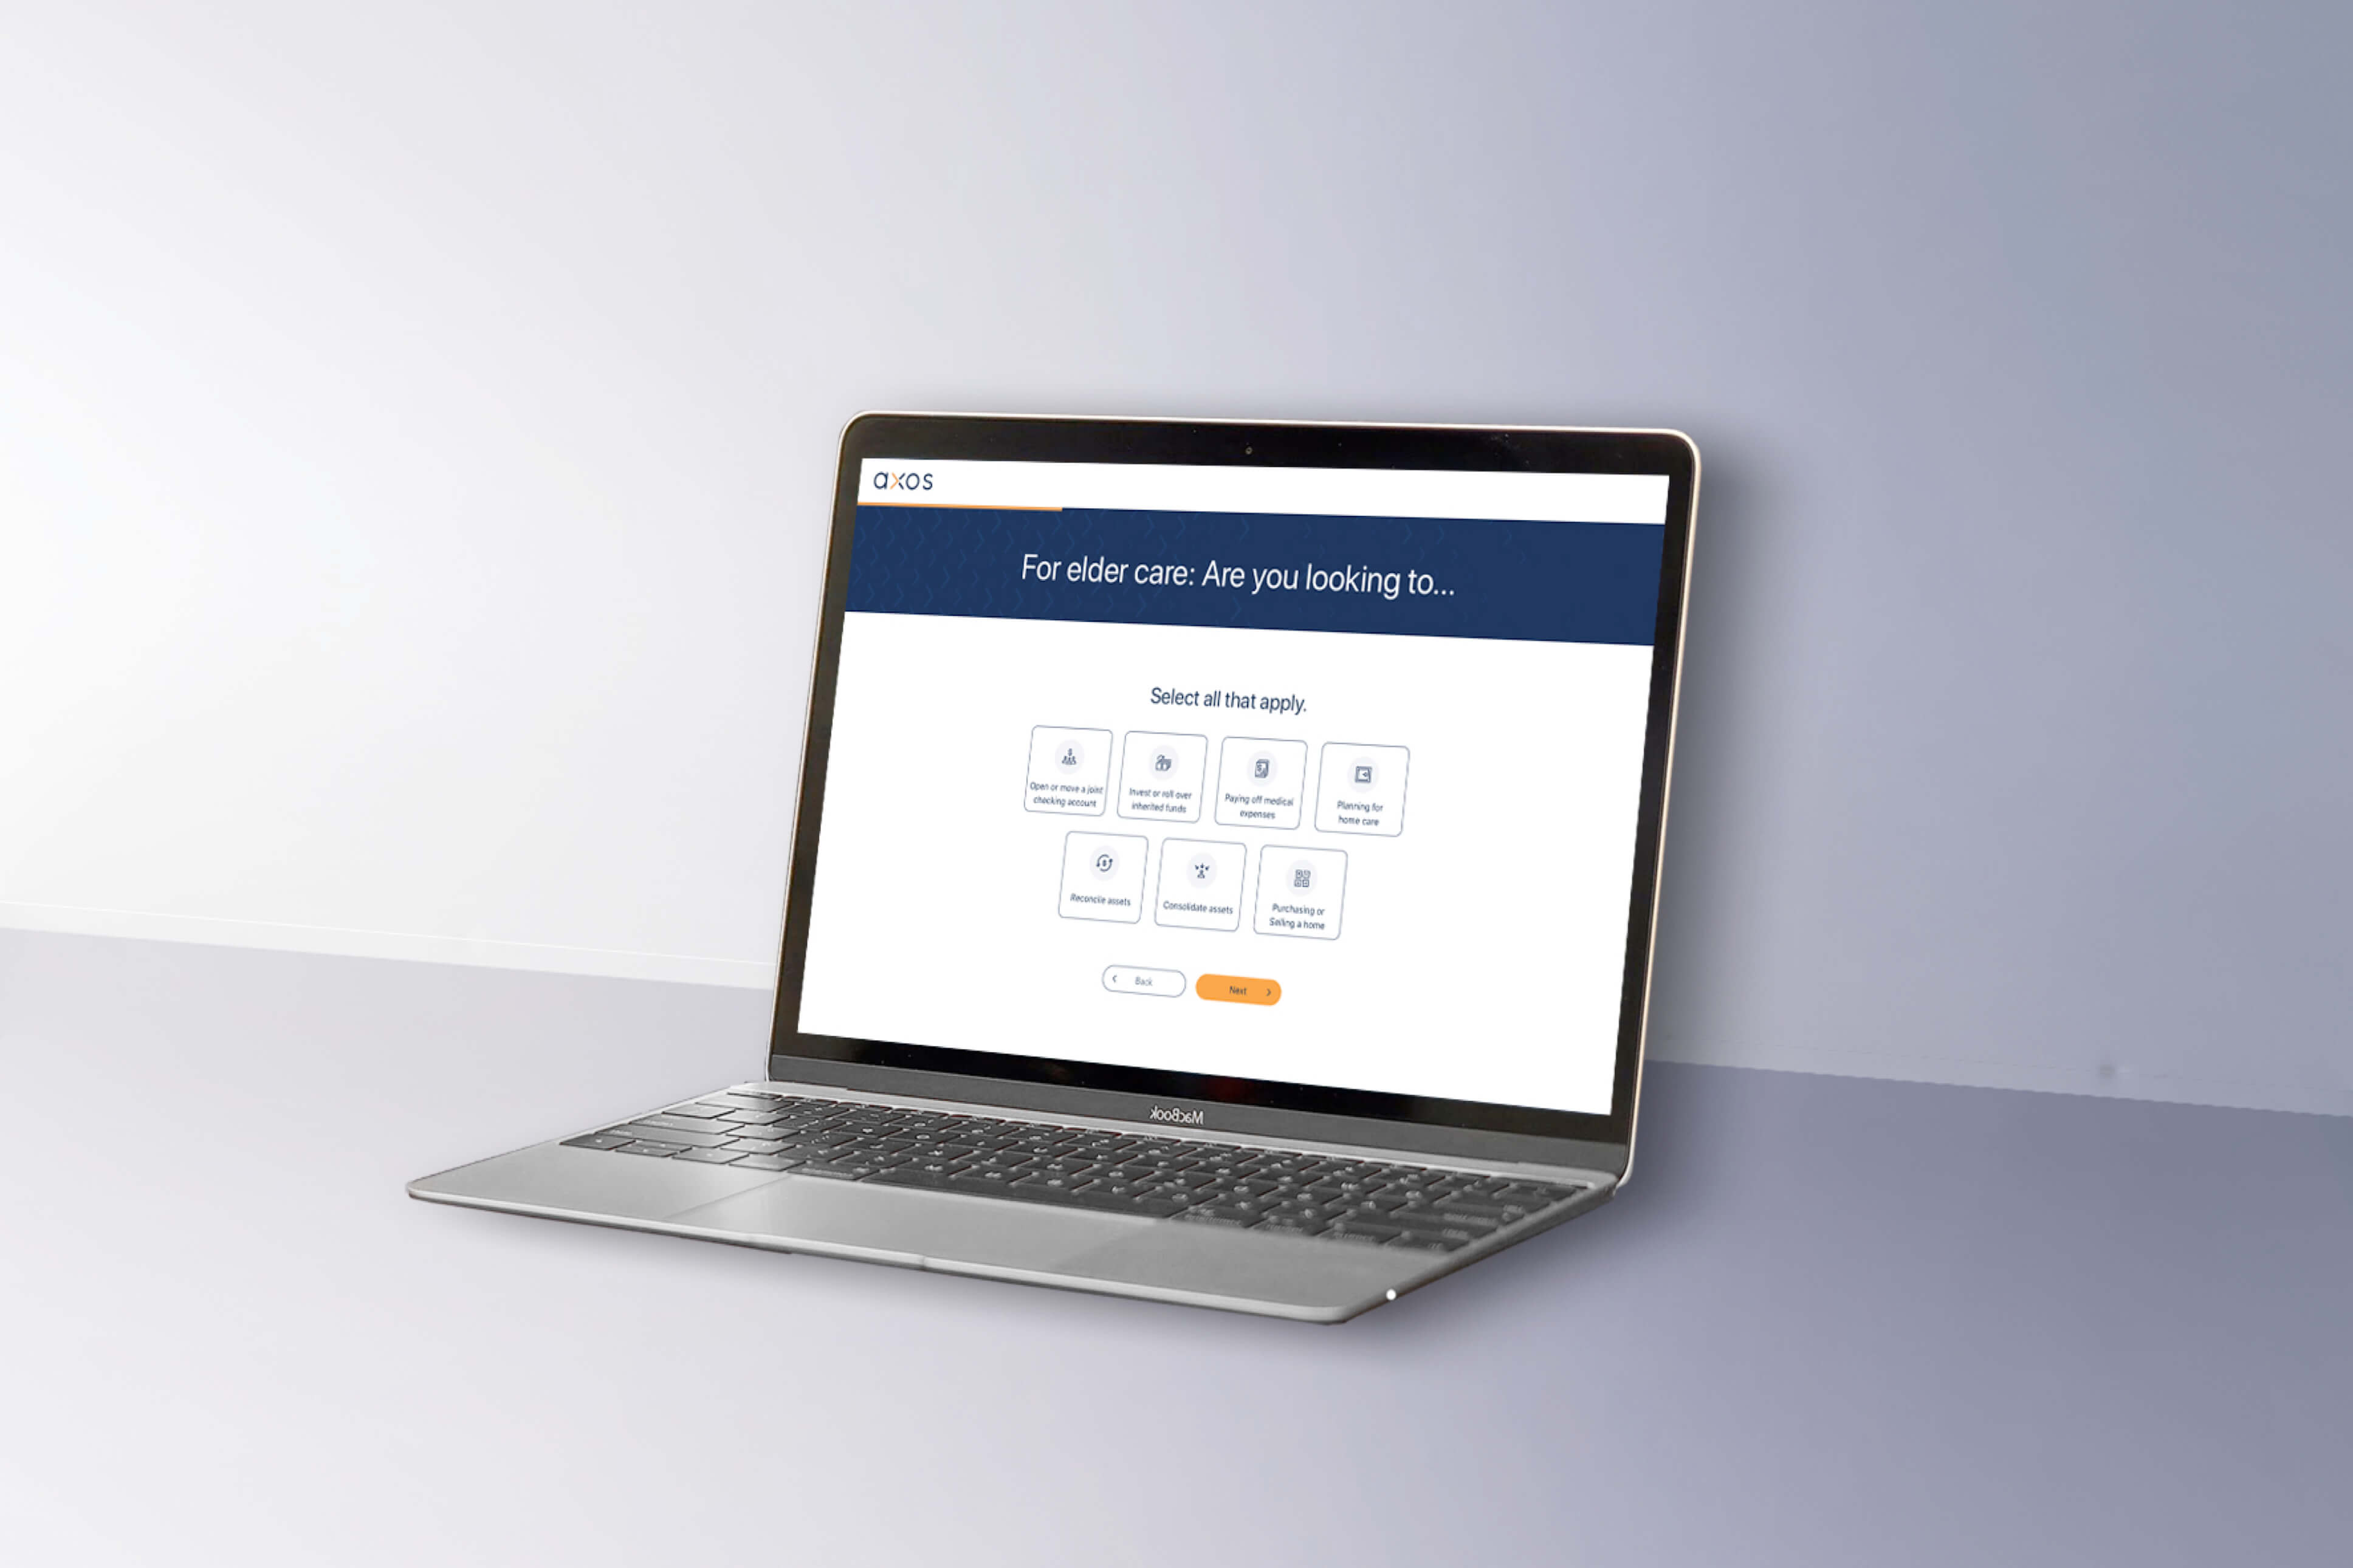 axos
For elder care: Are you looking to...
Select all that apply.
Open or move a joint
checking account
Invest or roll over
inherited funds
Paying off medical
expenses
Planning for
home care
Reconcile assets
Consolidate assets
Purchasing or
Selling a home
Back
Next
MacBook